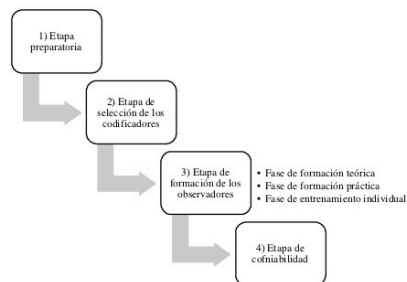 1) Etapa
preparatoria
2) Etapa de
selección de los
codificadores
3) Etapa de
formación de los
observadores
• Fase de formación teórica
• Fase de formación práctica
• Fase de entrenamiento individual
4) Etapa de
cofniabilidad